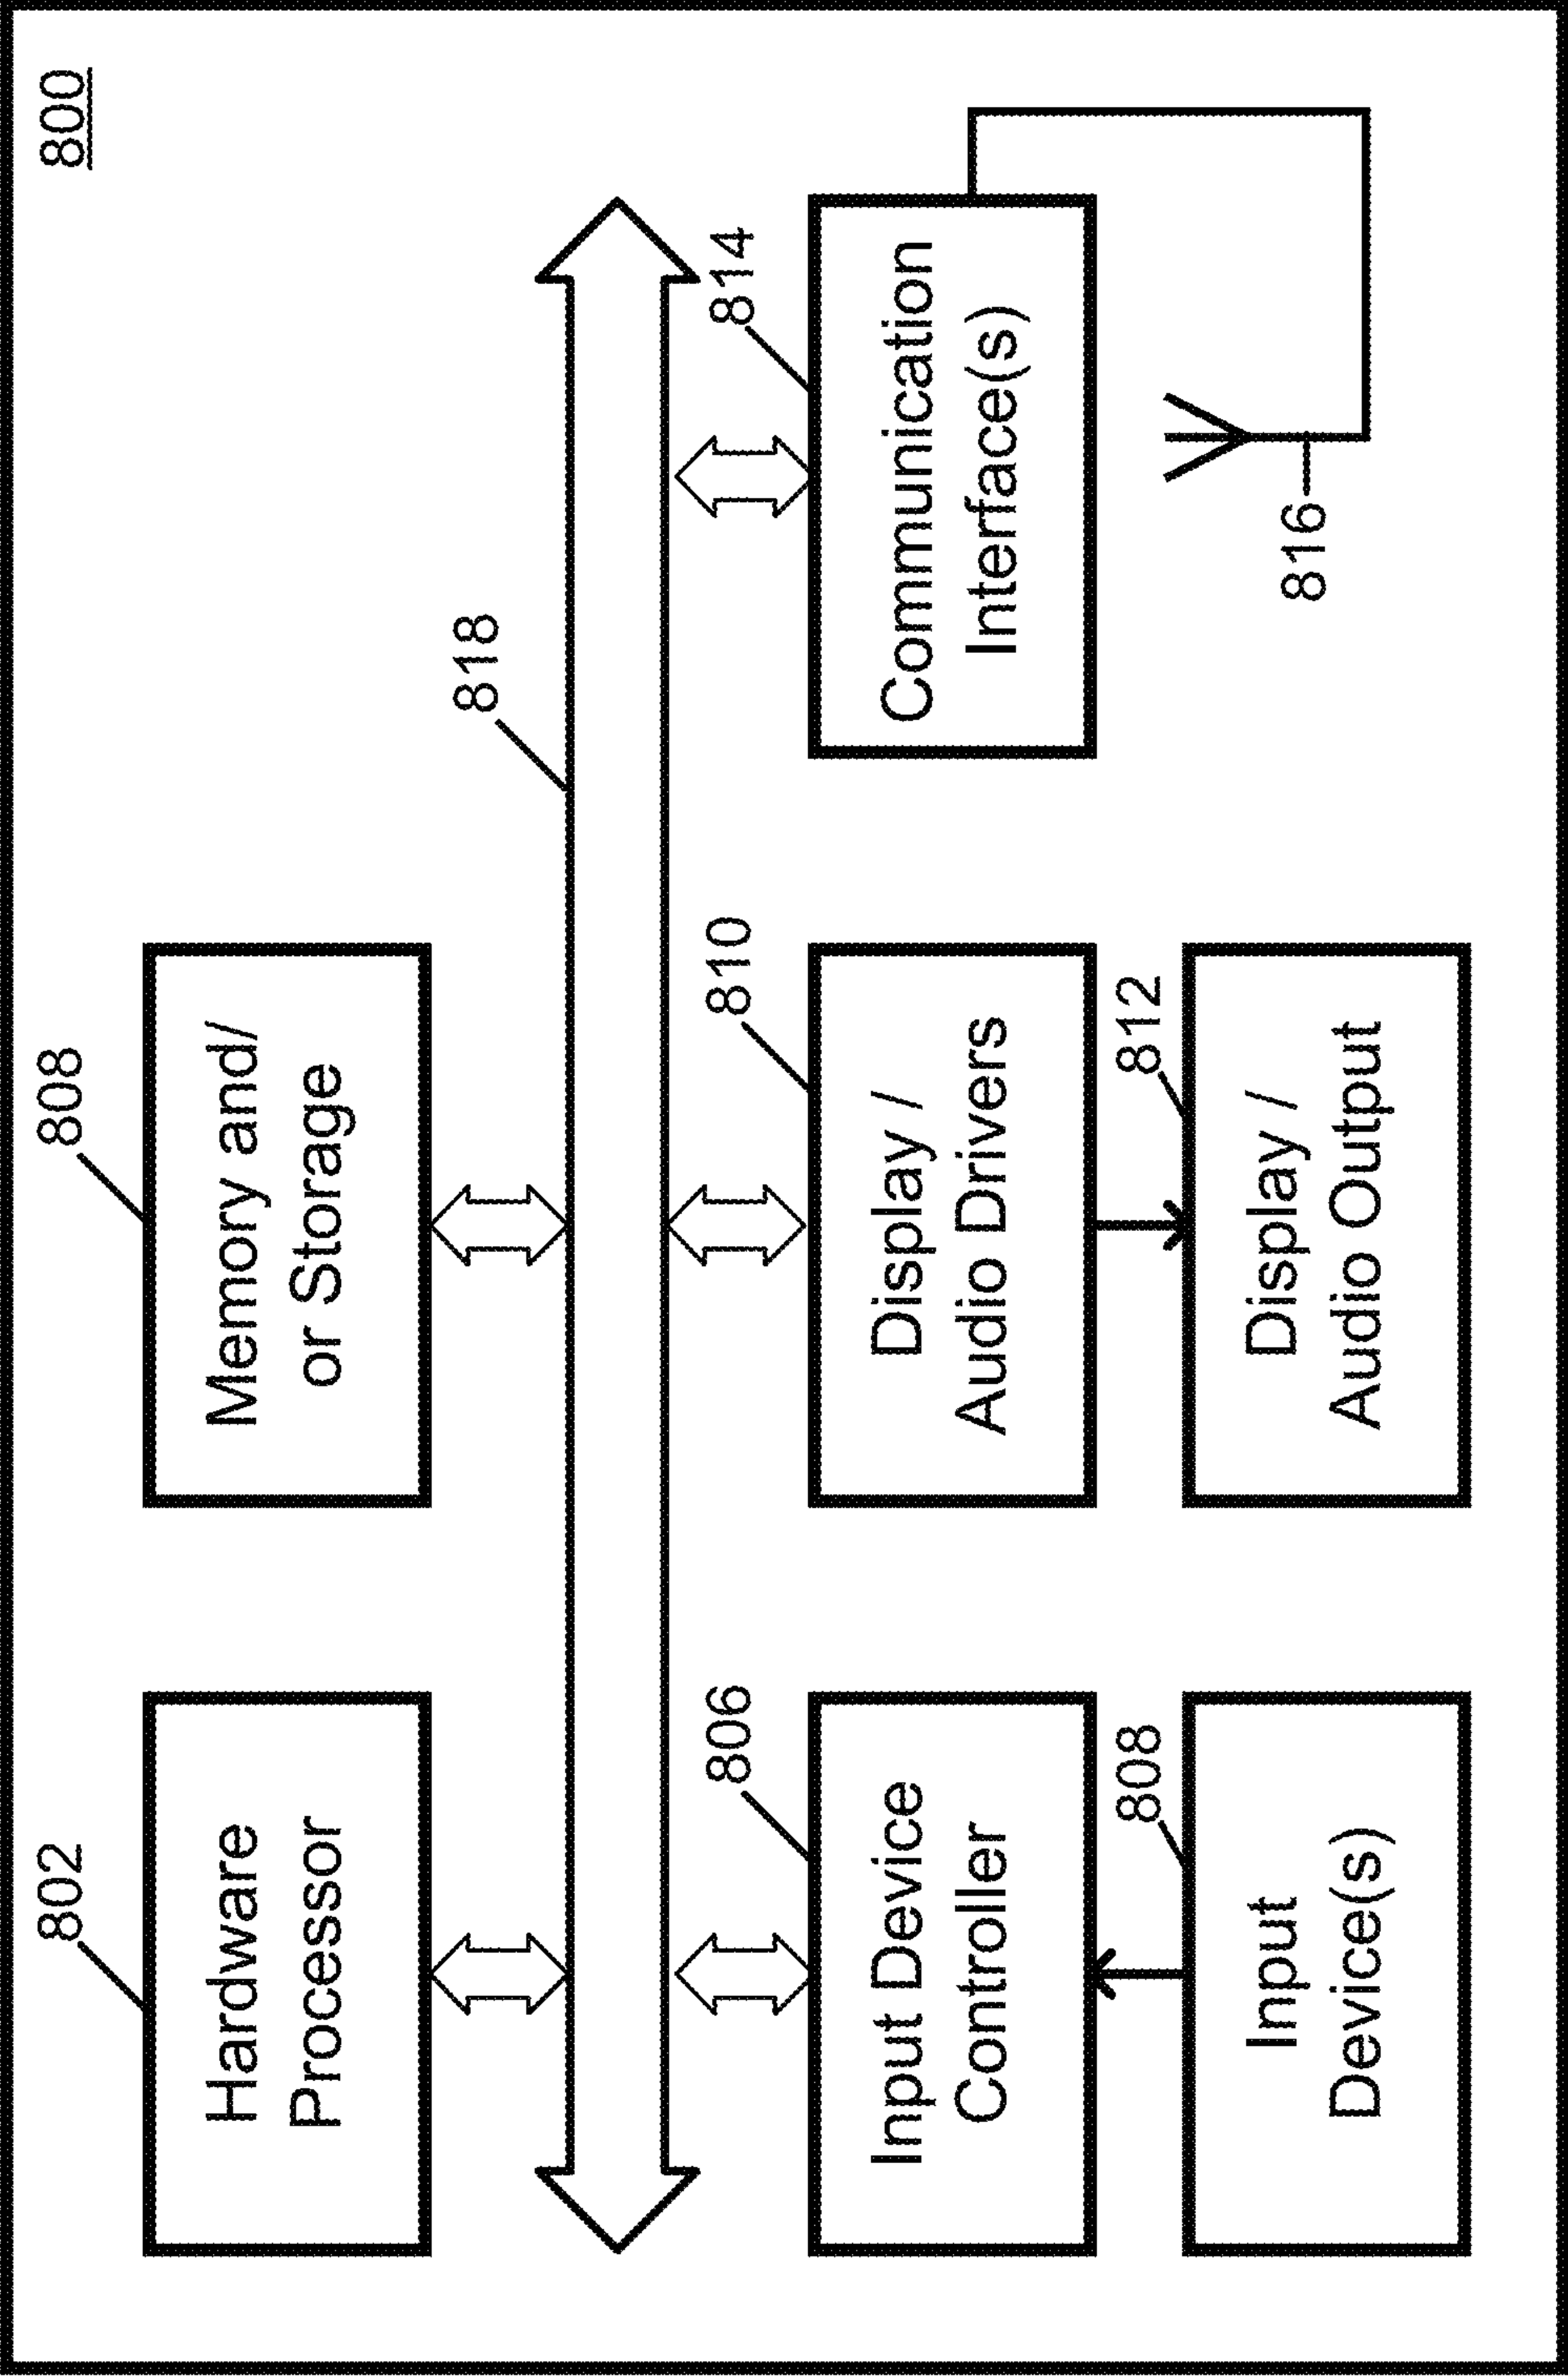 800
802
Hardware
Processor
808
Memory and/
or Storage
818
806
Input Device
Controller
810
Display /
Audio Drivers
814
Communication
Interface(s)
808
Input
Device(s)
812
Display /
Audio Output
816